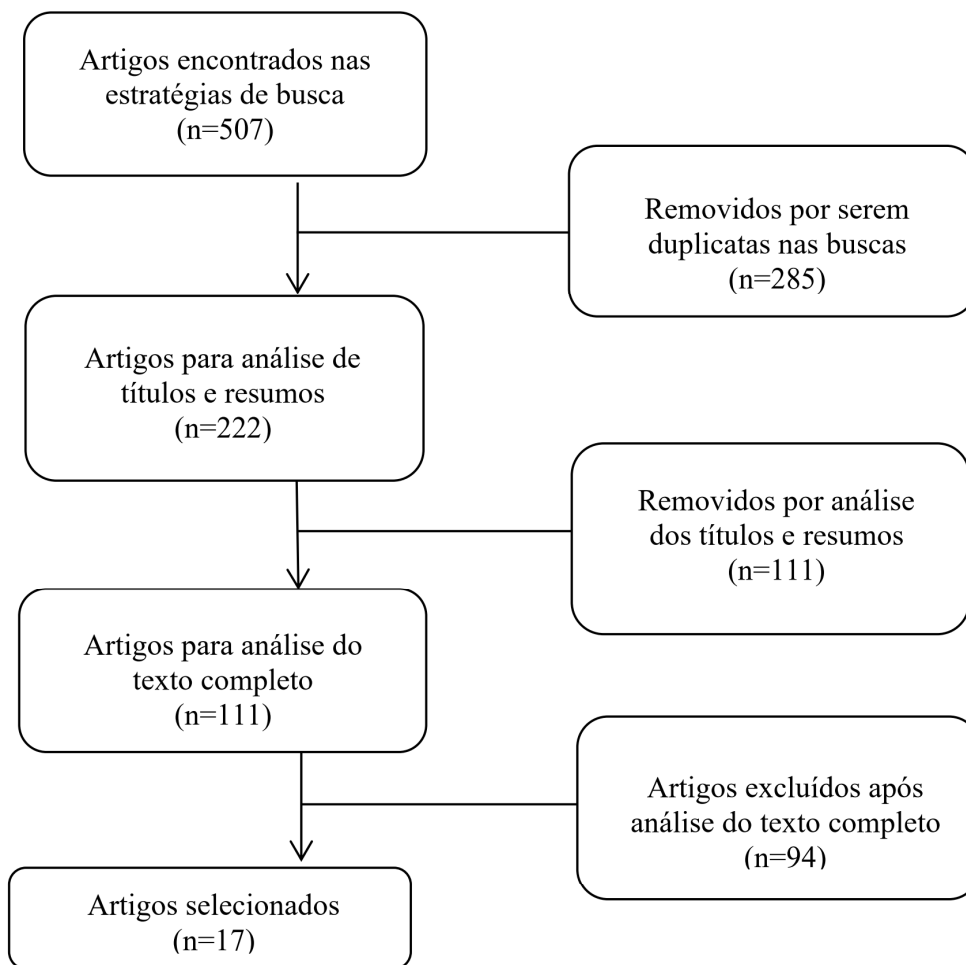 Artigos encontrados nas
estratégias de busca
(n=507)
Removidos por serem
duplicatas nas buscas
(n=285)
Artigos para análise de
títulos e resumos
(n=222)
Removidos por análise
dos títulos e resumos
(n=111)
Artigos para análise do
texto completo
(n=111)
Artigos excluídos após
análise do texto completo
(n=94)
Artigos selecionados
(n=17)